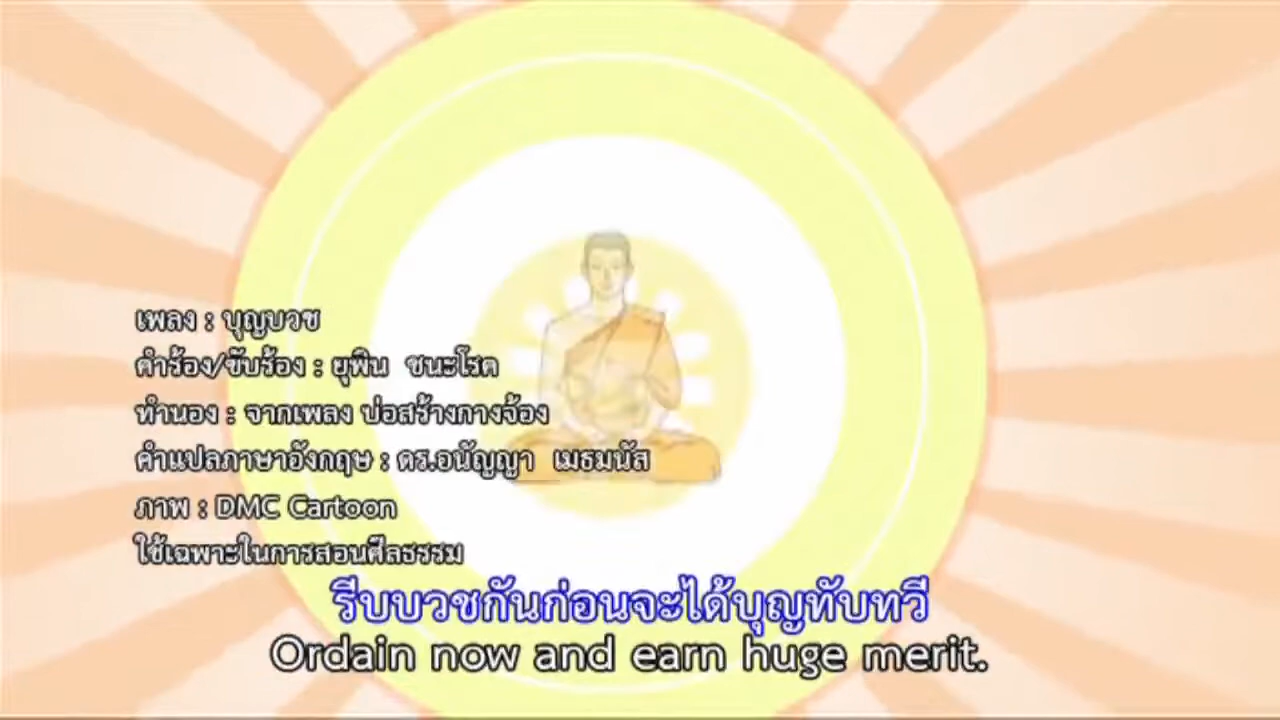 เพลง : บุญบวช
คำร้อง/ขับร้อง : ยุพิน ชนะโรค
ทำนอง : จากเพลง บ่อสร้างกางจ้อง
คำแปลภาษาอังกฤษ : ดร.อนัญญา เมธมนัส
ภาพ : DMC Cartoon
ใช้เฉพาะในการสอนศีลธรรม
รีบบวชกันก่อนจะได้บุญทับทวี
Ordain now and earn huge merit.